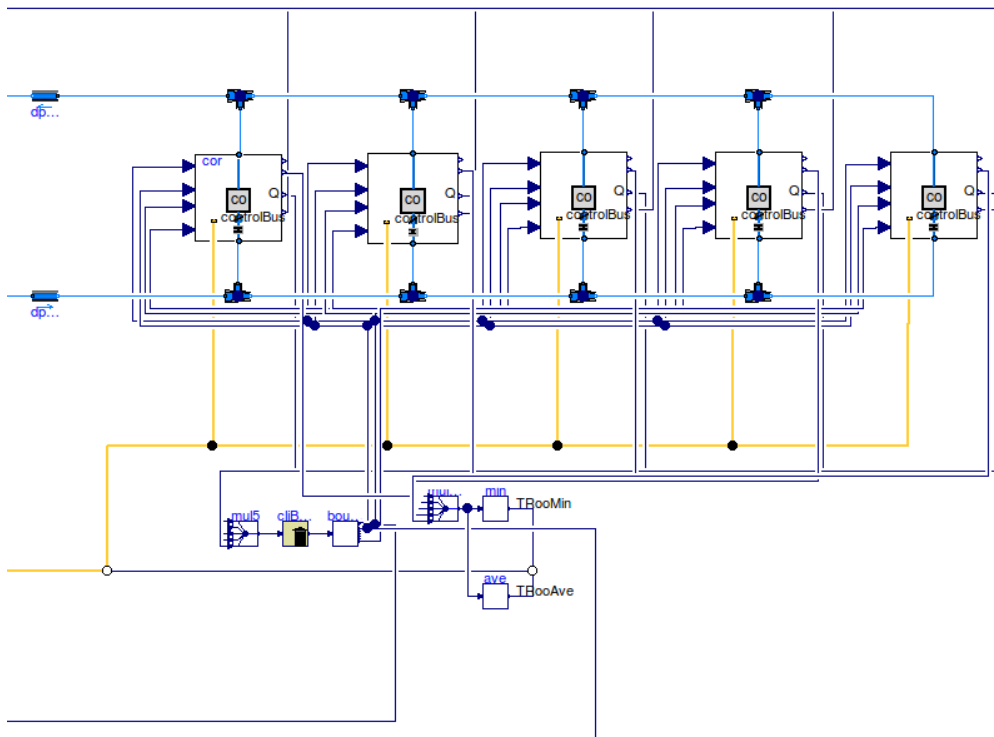 dp...
cor
Q
Q
Q
Q
Q
CO
CO
CO
CO
CO
controlBus
controlBus
controlBus
controlBus
controlBus
dp...
min
TRooMin
mul5
cliB...
bou...
ave
TRooAve